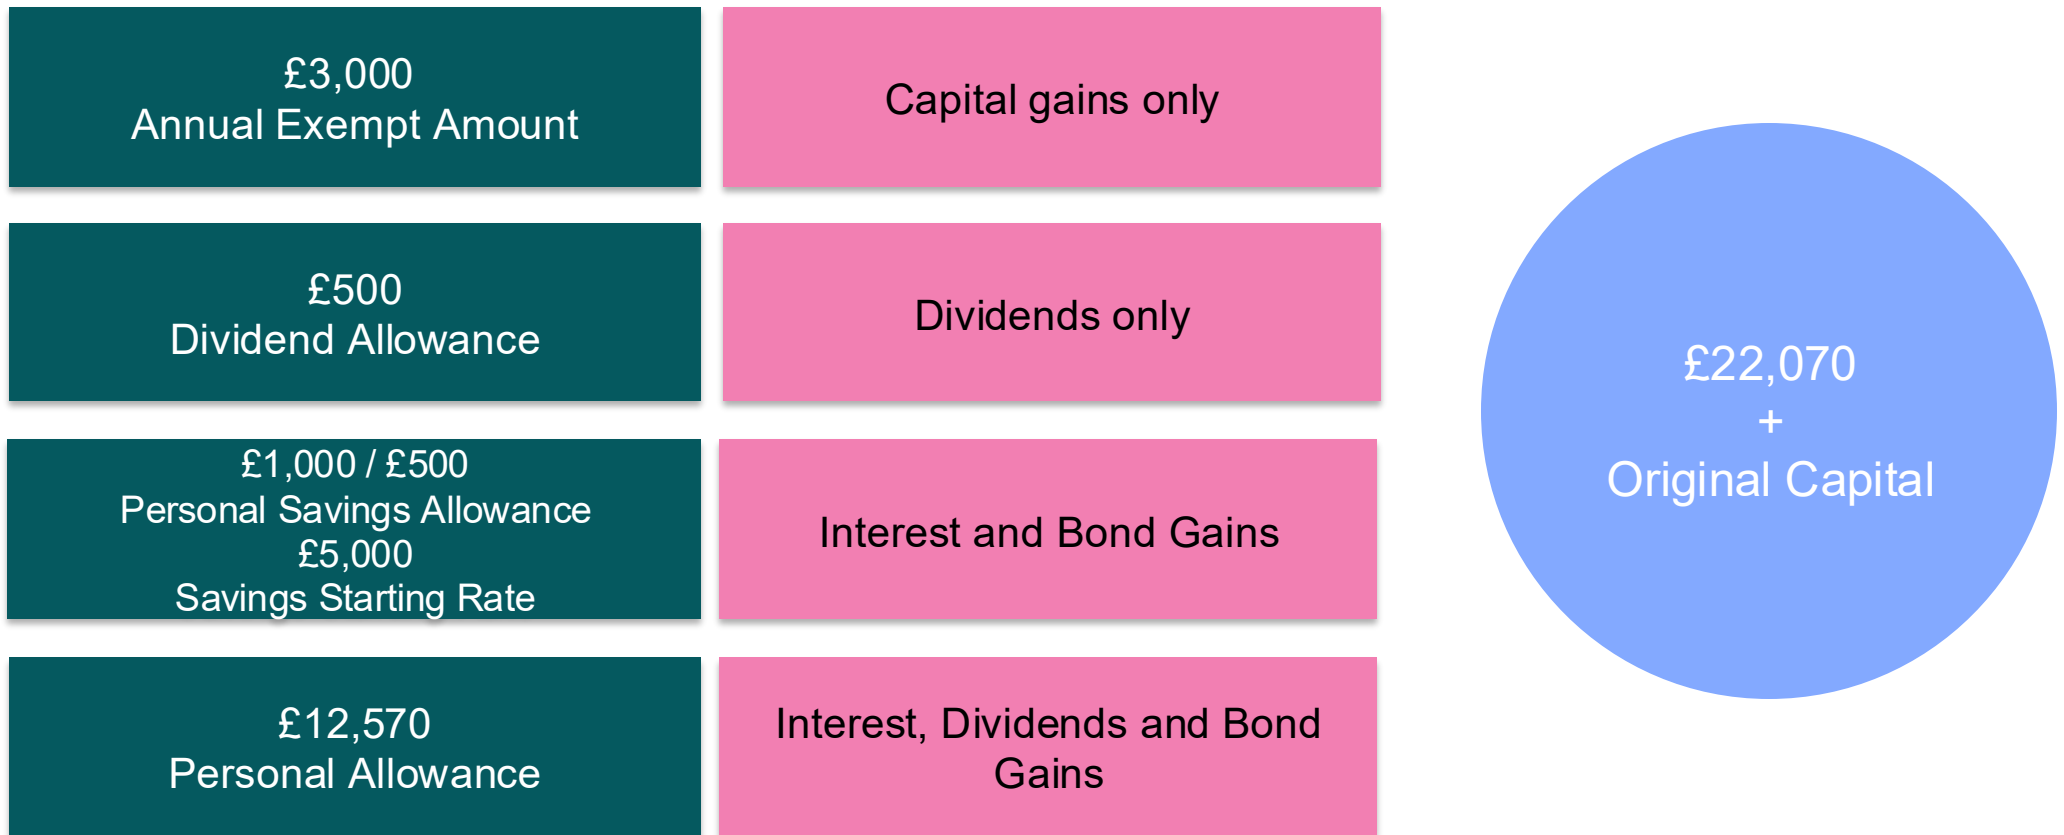 £3,000
Annual Exempt Amount
Capital gains only
£500
Dividend Allowance
Dividends only
£1,000 / £500
Personal Savings Allowance
£5,000
Savings Starting Rate
Interest and Bond Gains
£12,570
Personal Allowance
Interest, Dividends and Bond
Gains
£22,070
+
Original Capital